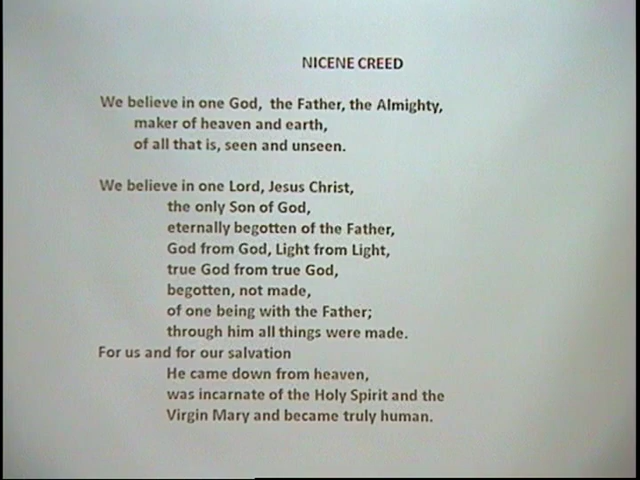 NICENE CREED
We believe in one God, the Father, the Almighty,
maker of heaven and earth,
of all that is, seen and unseen.
We believe in one Lord, Jesus Christ,
the only Son of God,
eternally begotten of the Father,
God from God, Light from Light,
true God from true God,
begotten, not made,
of one being with the Father;
through him all things were made.
For us and for our salvation
He came down from heaven,
was incarnate of the Holy Spirit and the
Virgin Mary and became truly human.